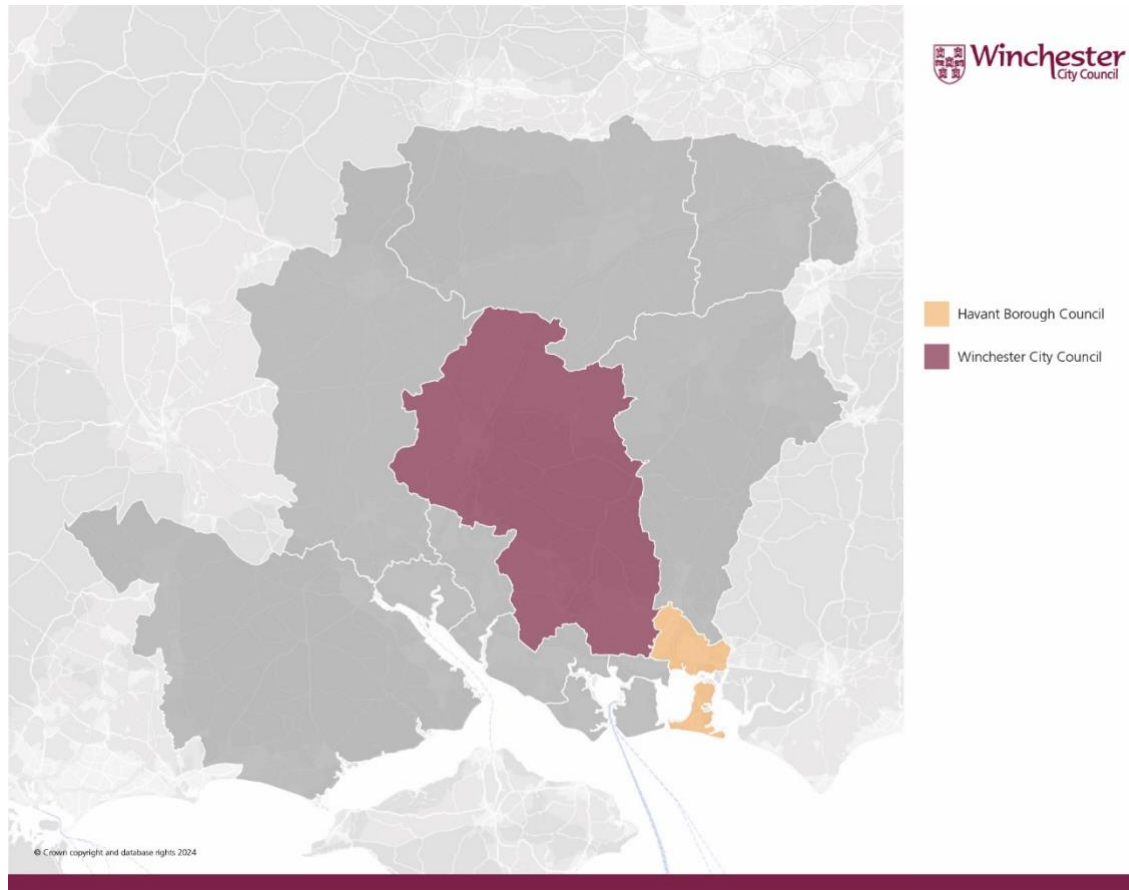 Winchester
City Council
Havant Borough Council
Winchester City Council
© Crown copyright and database rights 2024